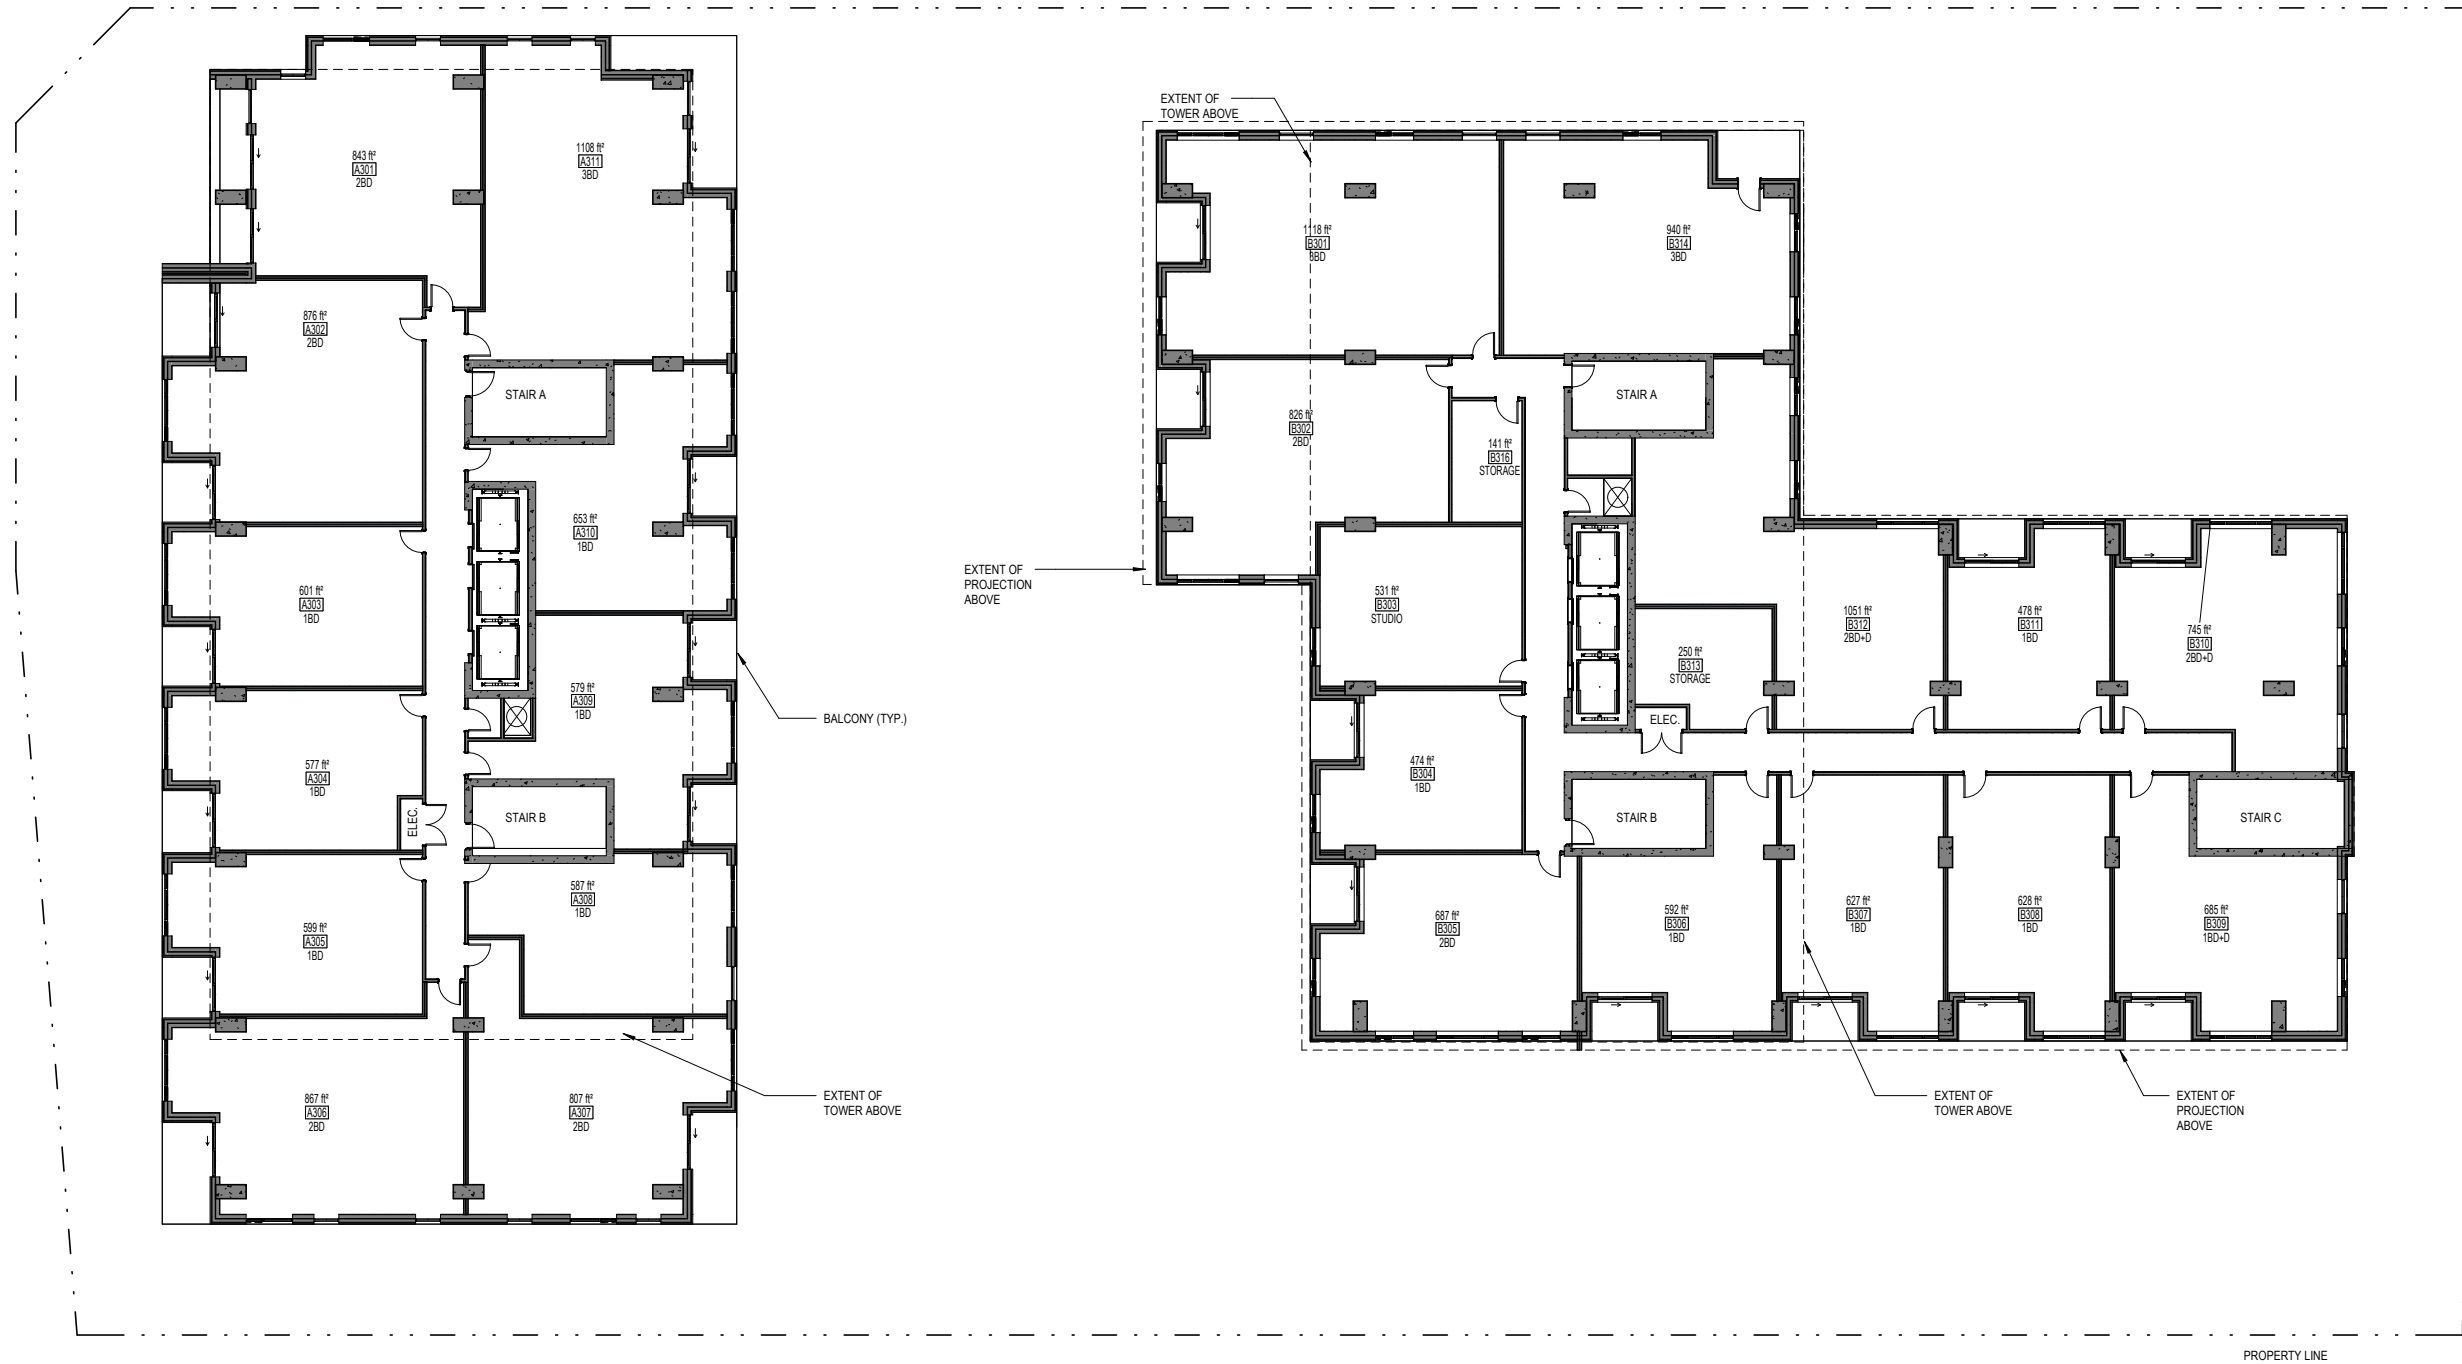 843 ft²
A301
2BD
1108 ft²
A311
3BD
876 ft²
A302
2BD
STAIR A
653 ft²
A310
1BD
601 ft²
A303
1BD
579 ft²
A309
1BD
577 ft²
A304
1BD
ELEC.
STAIR B
587 ft²
A308
1BD
599 ft²
A305
1BD
867 ft²
A306
2BD
807 ft²
A307
2BD
BALCONY (TYP.)
EXTENT OF
TOWER ABOVE
EXTENT OF
TOWER ABOVE
EXTENT OF
PROJECTION
ABOVE
1118 ft²
B301
3BD
940 ft²
B314
3BD
826 ft²
B302
2BD
STAIR A
141 ft²
B316
STORAGE
531 ft²
B303
STUDIO
1051 ft²
B312
2BD+D
478 ft²
B311
1BD
745 ft²
B310
2BD+D
250 ft²
B313
STORAGE
ELEC.
474 ft²
B304
1BD
STAIR B
STAIR C
687 ft²
B305
2BD
592 ft²
B306
1BD
627 ft²
B307
1BD
628 ft²
B308
1BD
685 ft²
B309
1BD+D
EXTENT OF
TOWER ABOVE
EXTENT OF
PROJECTION
ABOVE
PROPERTY LINE